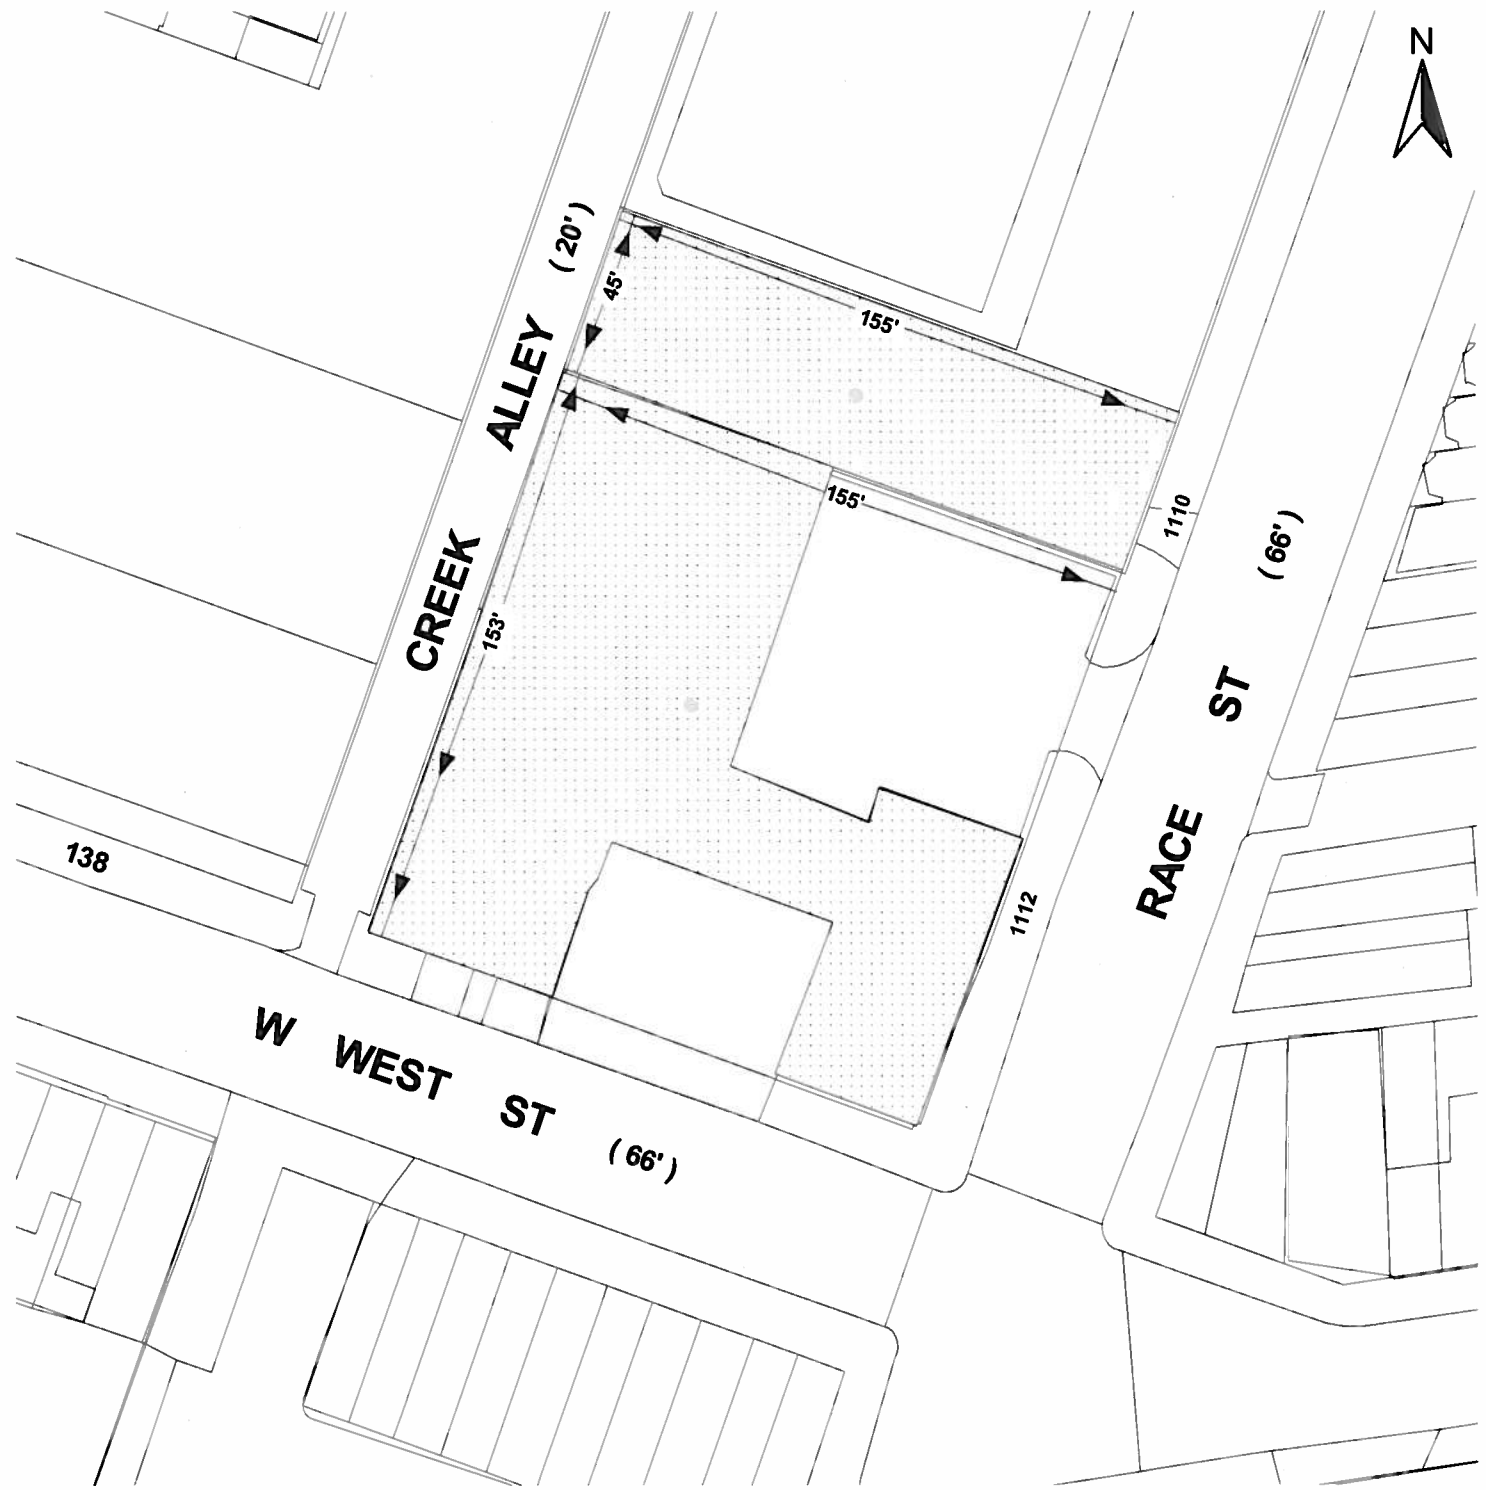 N
( 20' )
45'
155'
ALLEY
155'
1110
( 66' )
CREEK
153'
ST
138
RACE
1112
W WEST ST ( 66' )